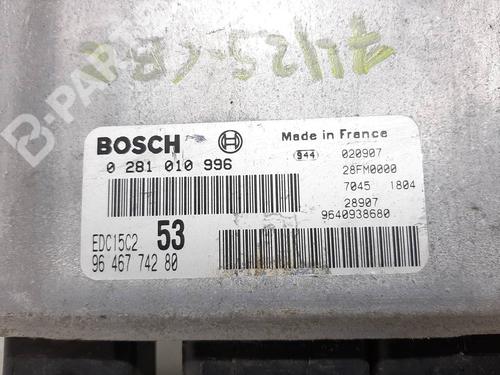 BOSCH
Made in France
0 281 010 996
944 020907
28FM0000
7045 1804
28907
9640938680
EDC15C2 53
96 467 742 80
B-PARTS